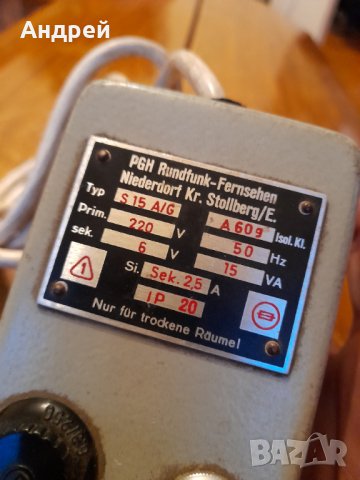 Андрей
PGH Rundfunk-Fernsehen
Niederdorf Kr. Stollberg/E.
Typ S 15 A/G A 60g Isol. Kl.
Prim. 220 V 50 Hz
sek. 6 V 15 VA
1 Si. Sek. 2,5 A
IP 20
Nur für trockene Räume!
BAZAR